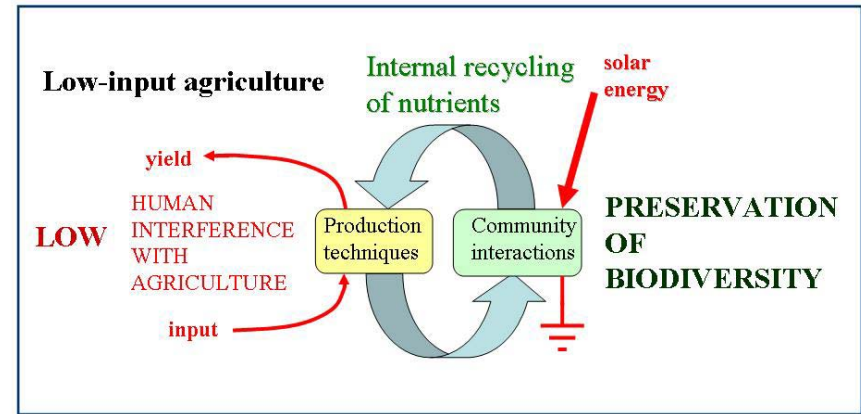 Low-input agriculture
Internal recycling
of nutrients
solar
energy
yield
LOW
HUMAN
INTERFERENCE
WITH
AGRICULTURE
Production
techniques
Community
interactions
PRESERVATION
OF
BIODIVERSITY
input